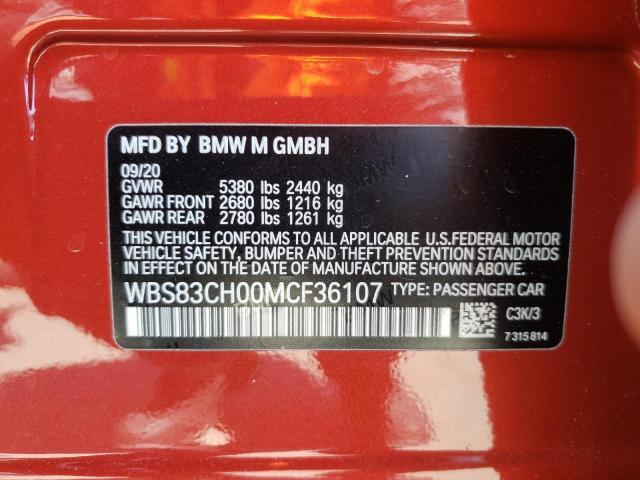 MFD BY BMW M GMBH
09/20
GVWR 5380 lbs 2440 kg
GAWR FRONT 2680 lbs 1216 kg
GAWR REAR 2780 lbs 1261 kg
THIS VEHICLE CONFORMS TO ALL APPLICABLE U.S.FEDERAL MOTOR
VEHICLE SAFETY, BUMPER AND THEFT PREVENTION STANDARDS
IN EFFECT ON THE DATE OF MANUFACTURE SHOWN ABOVE.
WBS83CH00MCF36107 TYPE: PASSENGER CAR
C3K/3
7 315 814